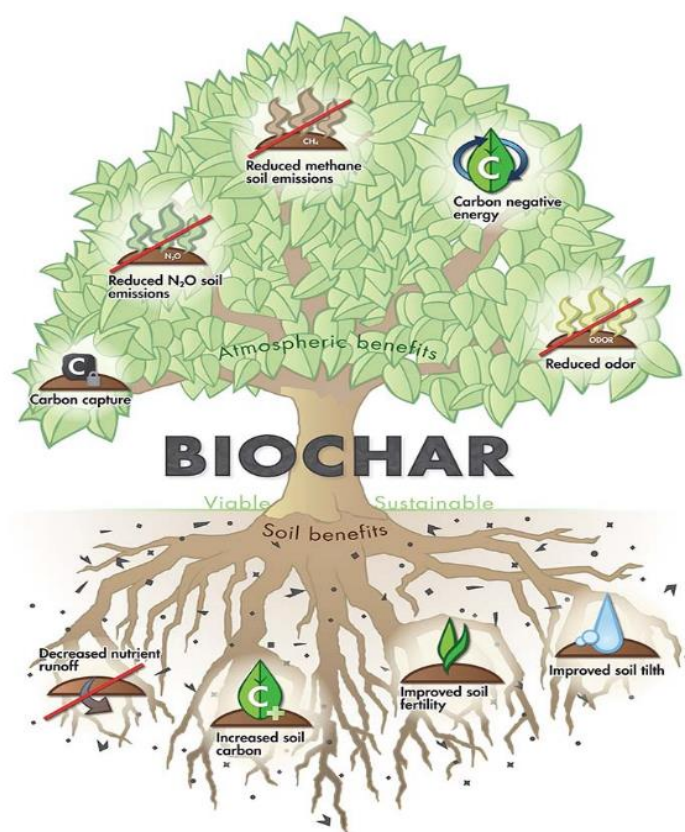 CH₄
Reduced methane
soil emissions
C
Carbon negative
energy
N₂O
Reduced N₂O soil
emissions
ODOR
Reduced odor
Atmospheric benefits
C
Carbon capture
BIOCHAR
Viable Sustainable
Soil benefits
Decreased nutrient
runoff
C
Increased soil
carbon
Improved soil
fertility
Improved soil tilth